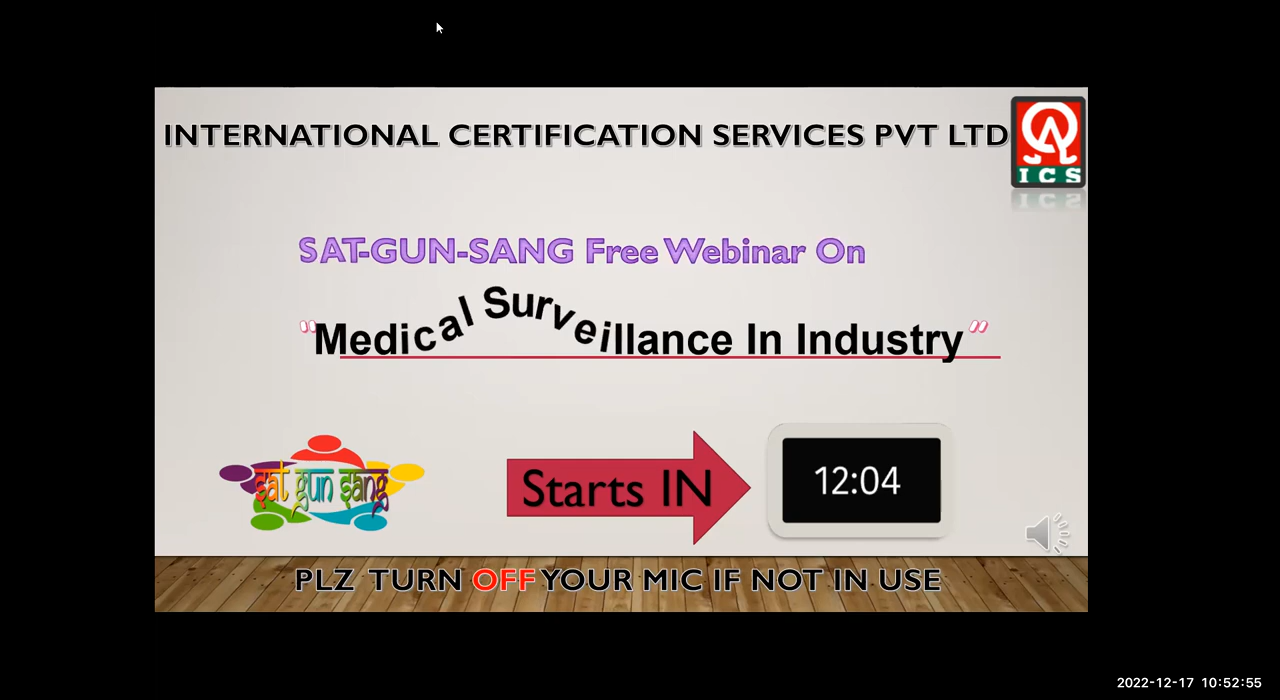 INTERNATIONAL CERTIFICATION SERVICES PVT LTD
ICS
SAT-GUN-SANG Free Webinar On
"Medical Surveillance In Industry"
sat gun sang
Starts IN
12:04
PLZ TURN OFF YOUR MIC IF NOT IN USE
2022-12-17 10:52:55